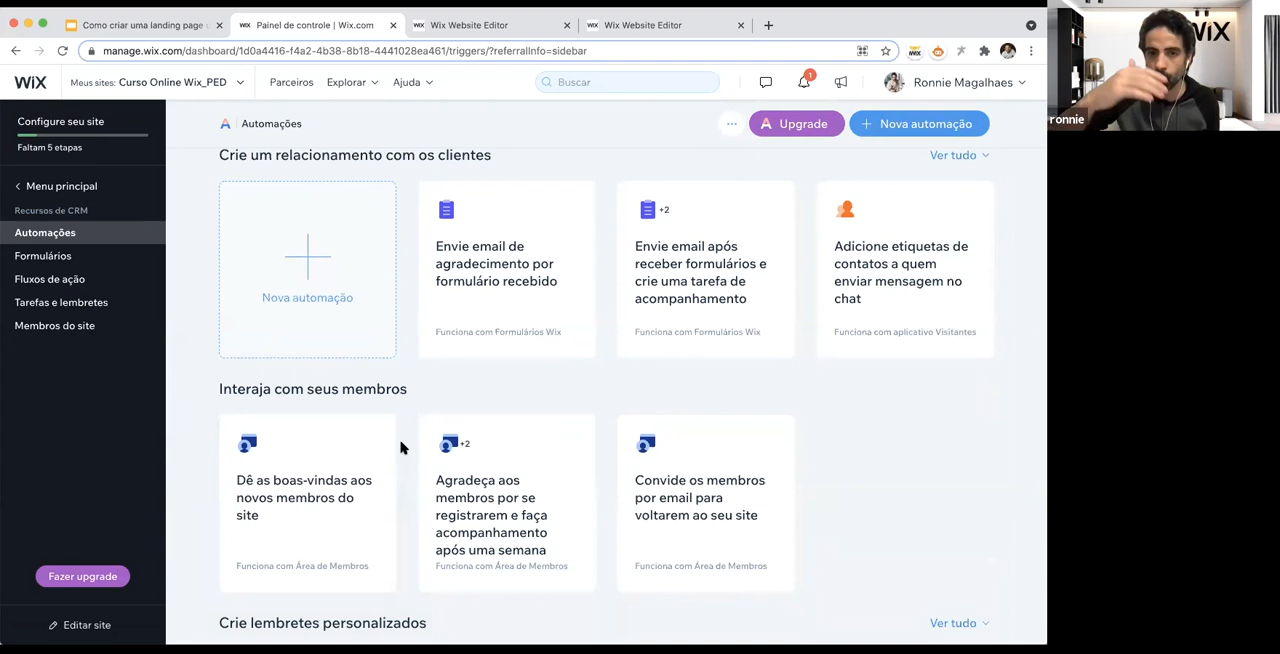 Como criar uma landing page
Painel de controle | Wix.com
WiX Wix Website Editor
WiX Wix Website Editor
manage.wix.com/dashboard/1d0a4416-f4a2-4b38-8b18-4441028ea461/triggers/?referralInfo=sidebar
WiX
Meus sites: Curso Online Wix_PED
Parceiros
Explorar
Ajuda
Buscar
1
Ronnie Magalhaes
WiX
ronnie
Configure seu site
Faltam 5 etapas
Menu principal
Recursos de CRM
Automações
Formulários
Fluxos de ação
Tarefas e lembretes
Membros do site
Fazer upgrade
Editar site
Automações
Upgrade
Nova automação
Crie um relacionamento com os clientes
Ver tudo
Nova automação
Envie email de
agradecimento por
formulário recebido
Funciona com Formulários Wix
+2
Envie email após
receber formulários e
crie uma tarefa de
acompanhamento
Funciona com Formulários Wix
Adicione etiquetas de
contatos a quem
enviar mensagem no
chat
Funciona com aplicativo Visitantes
Interaja com seus membros
Dê as boas-vindas aos
novos membros do
site
Funciona com Área de Membros
+2
Agradeça aos
membros por se
registrarem e faça
acompanhamento
após uma semana
Funciona com Área de Membros
Convide os membros
por email para
voltarem ao seu site
Funciona com Área de Membros
Crie lembretes personalizados
Ver tudo